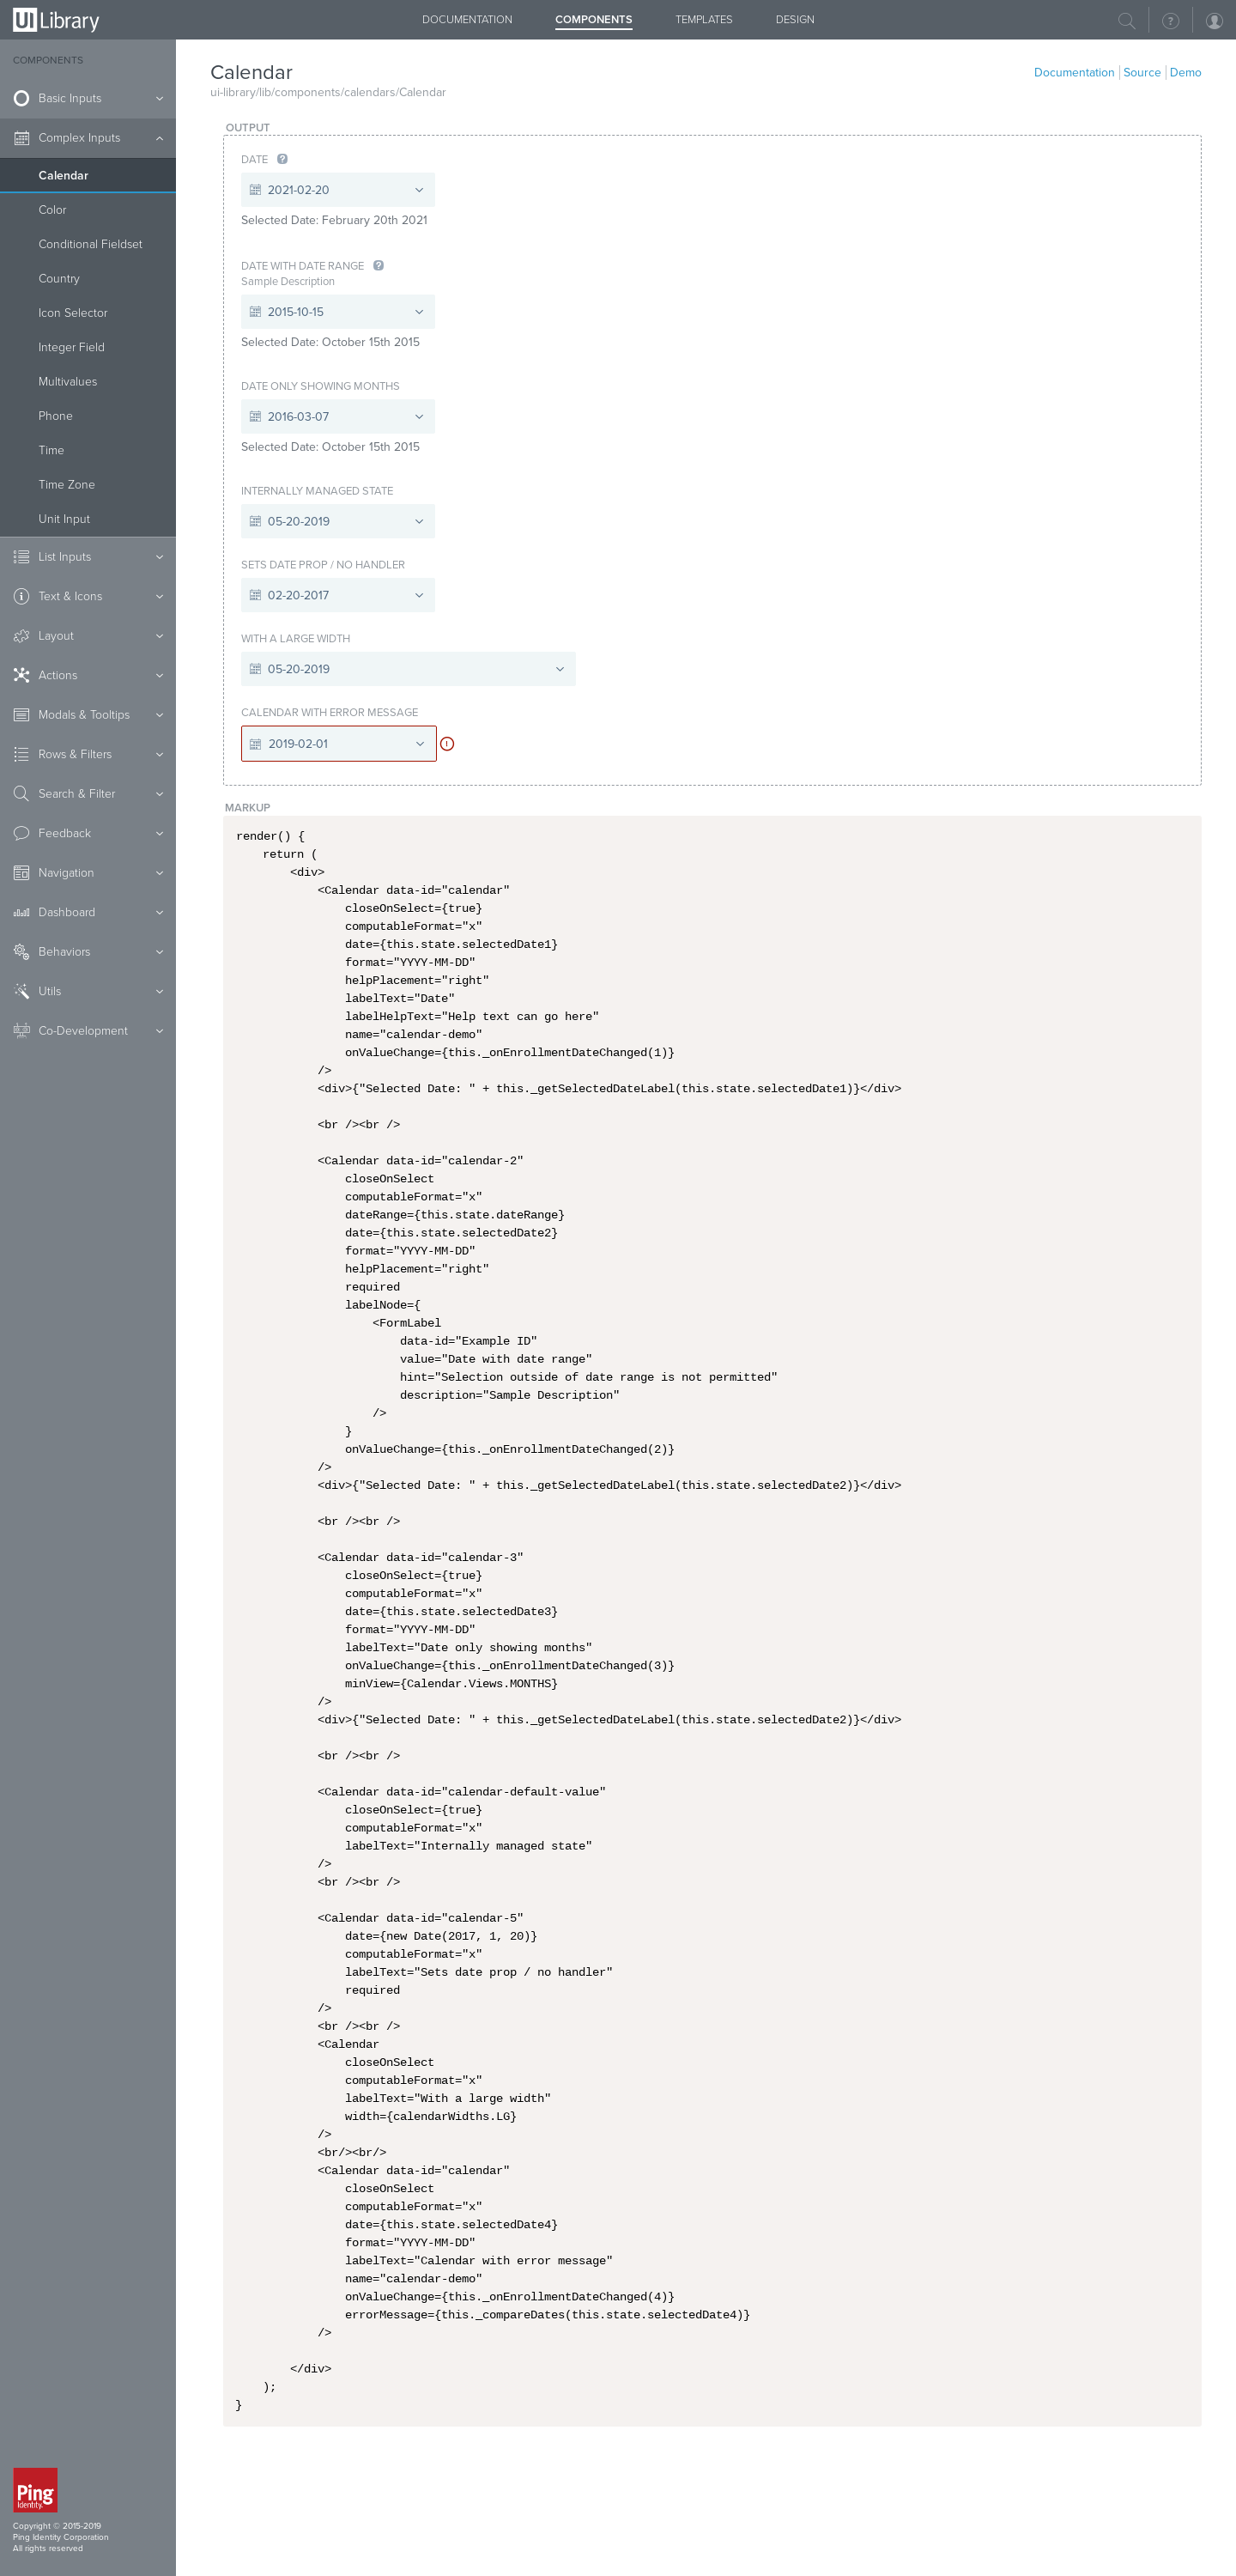 UI Library
DOCUMENTATION
COMPONENTS
TEMPLATES
DESIGN
COMPONENTS
Basic Inputs
Complex Inputs
Calendar
Color
Conditional Fieldset
Country
Icon Selector
Integer Field
Multivalues
Phone
Time
Time Zone
Unit Input
List Inputs
Text & Icons
Layout
Actions
Modals & Tooltips
Rows & Filters
Search & Filter
Feedback
Navigation
Dashboard
Behaviors
Utils
Co-Development
Ping
Identity.
Copyright © 2015-2019
Ping Identity Corporation
All rights reserved
Calendar
Documentation | Source | Demo
ui-library/lib/components/calendars/Calendar
OUTPUT
DATE ?
2021-02-20
Selected Date: February 20th 2021
DATE WITH DATE RANGE ?
Sample Description
2015-10-15
Selected Date: October 15th 2015
DATE ONLY SHOWING MONTHS
2016-03-07
Selected Date: October 15th 2015
INTERNALLY MANAGED STATE
05-20-2019
SETS DATE PROP / NO HANDLER
02-20-2017
WITH A LARGE WIDTH
05-20-2019
CALENDAR WITH ERROR MESSAGE
2019-02-01
MARKUP
render() {
    return (
        <div>
            <Calendar data-id="calendar"
                closeOnSelect={true}
                computableFormat="x"
                date={this.state.selectedDate1}
                format="YYYY-MM-DD"
                helpPlacement="right"
                labelText="Date"
                labelHelpText="Help text can go here"
                name="calendar-demo"
                onValueChange={this._onEnrollmentDateChanged(1)}
            />
            <div>{"Selected Date: " + this._getSelectedDateLabel(this.state.selectedDate1)}</div>

            <br /><br />

            <Calendar data-id="calendar-2"
                closeOnSelect
                computableFormat="x"
                dateRange={this.state.dateRange}
                date={this.state.selectedDate2}
                format="YYYY-MM-DD"
                helpPlacement="right"
                required
                labelNode={
                    <FormLabel
                        data-id="Example ID"
                        value="Date with date range"
                        hint="Selection outside of date range is not permitted"
                        description="Sample Description"
                    />
                }
                onValueChange={this._onEnrollmentDateChanged(2)}
            />
            <div>{"Selected Date: " + this._getSelectedDateLabel(this.state.selectedDate2)}</div>

            <br /><br />

            <Calendar data-id="calendar-3"
                closeOnSelect={true}
                computableFormat="x"
                date={this.state.selectedDate3}
                format="YYYY-MM-DD"
                labelText="Date only showing months"
                onValueChange={this._onEnrollmentDateChanged(3)}
                minView={Calendar.Views.MONTHS}
            />
            <div>{"Selected Date: " + this._getSelectedDateLabel(this.state.selectedDate2)}</div>

            <br /><br />

            <Calendar data-id="calendar-default-value"
                closeOnSelect={true}
                computableFormat="x"
                labelText="Internally managed state"
            />
            <br /><br />

            <Calendar data-id="calendar-5"
                date={new Date(2017, 1, 20)}
                computableFormat="x"
                labelText="Sets date prop / no handler"
                required
            />
            <br /><br />
            <Calendar
                closeOnSelect
                computableFormat="x"
                labelText="With a large width"
                width={calendarWidths.LG}
            />
            <br/><br/>
            <Calendar data-id="calendar"
                closeOnSelect
                computableFormat="x"
                date={this.state.selectedDate4}
                format="YYYY-MM-DD"
                labelText="Calendar with error message"
                name="calendar-demo"
                onValueChange={this._onEnrollmentDateChanged(4)}
                errorMessage={this._compareDates(this.state.selectedDate4)}
            />

        </div>
    );
}